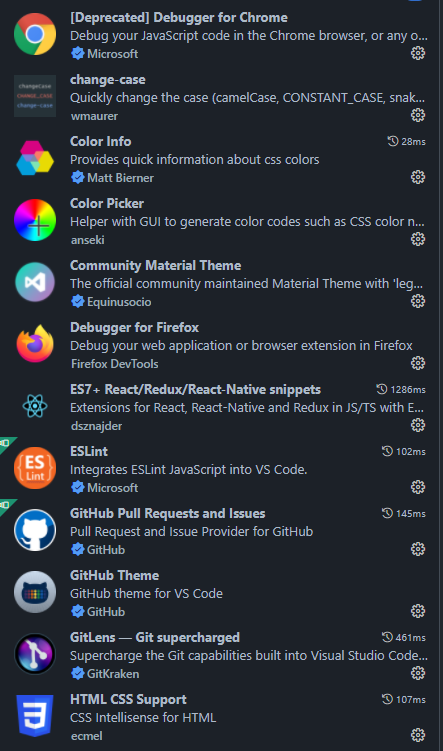 [Deprecated] Debugger for Chrome
Debug your JavaScript code in the Chrome browser, or any o...
Microsoft
changecase
CHANGE_CASE
change-case
change-case
Quickly change the case (camelCase, CONSTANT_CASE, snak...
wmaurer
Color Info 28ms
Provides quick information about css colors
Matt Bierner
Color Picker
Helper with GUI to generate color codes such as CSS color n...
anseki
Community Material Theme
The official community maintained Material Theme with 'leg...
Equinusocio
Debugger for Firefox
Debug your web application or browser extension in Firefox
Firefox DevTools
ES7+ React/Redux/React-Native snippets 1286ms
Extensions for React, React-Native and Redux in JS/TS with E...
dsznajder
ES
Lint
ESLint 102ms
Integrates ESLint JavaScript into VS Code.
Microsoft
GitHub Pull Requests and Issues 145ms
Pull Request and Issue Provider for GitHub
GitHub
GitHub Theme
GitHub theme for VS Code
GitHub
GitLens — Git supercharged 461ms
Supercharge the Git capabilities built into Visual Studio Code...
GitKraken
HTML CSS Support 107ms
CSS Intellisense for HTML
ecmel